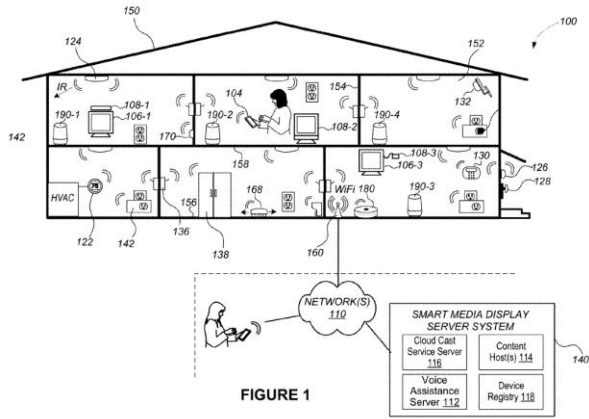 150
100
124
152
104
154
IR
132
108-1
190-1
106-1
190-2
190-4
142
170
108-2
158
108-3
106-3
130
126
128
HVAC
168
WiFi
180
190-3
156
122
142
136
138
160
NETWORK(S)
110
SMART MEDIA DISPLAY
SERVER SYSTEM
Cloud Cast
Service Server
116
Content
Host(s) 114
140
Voice
Assistance
Server 112
Device
Registry 118
FIGURE 1